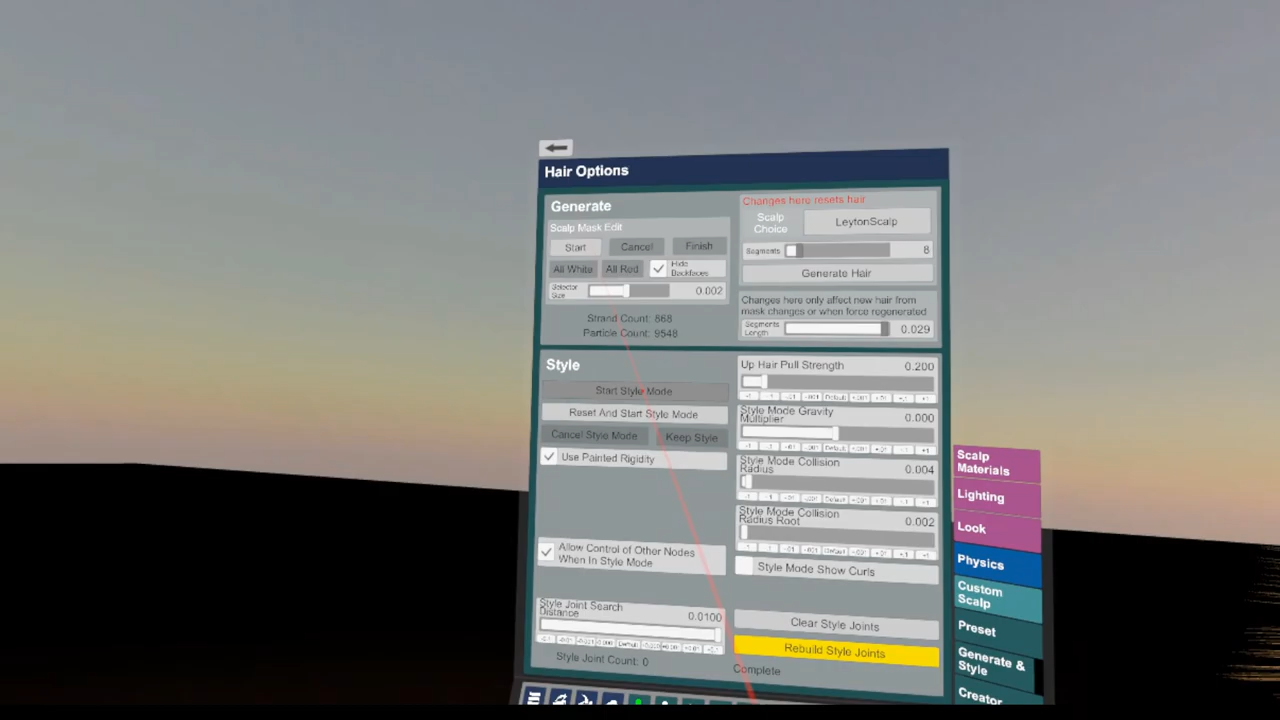 Hair Options
Generate
Scalp Mask Edit
Start
Cancel
Finish
All White
All Red
Hide
Backfaces
Selector
Size
0.002
Strand Count: 868
Particle Count: 9548
Changes here resets hair
Scalp
Choice
LeytonScalp
Segments
8
Generate Hair
Changes here only affect new hair from
mask changes or when force regenerated
Segments
Length
0.029
Style
Start Style Mode
Reset And Start Style Mode
Cancel Style Mode
Keep Style
Use Painted Rigidity
Allow Control of Other Nodes
When In Style Mode
Style Joint Search
Distance
0.0100
Style Joint Count: 0
Up Hair Pull Strength
0.200
Default
Style Mode Gravity
Multiplier
0.000
Default
Style Mode Collision
Radius
0.004
Default
Style Mode Collision
Radius Root
0.002
Default
Style Mode Show Curls
Clear Style Joints
Rebuild Style Joints
Complete
Scalp
Materials
Lighting
Look
Physics
Custom
Scalp
Preset
Generate &
Style
Creator